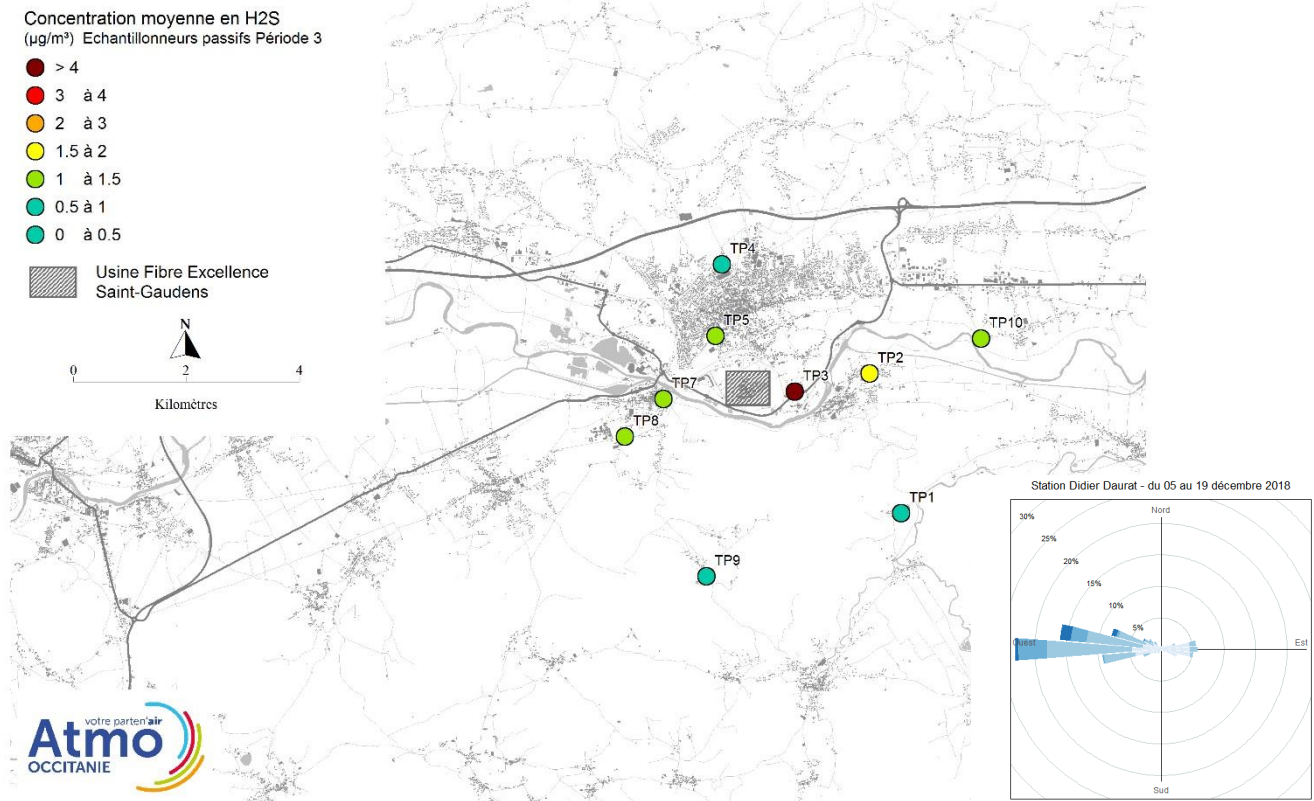 Concentration moyenne en H2S
(µg/m³) Echantillonneurs passifs Période 3
> 4
3 à 4
2 à 3
1.5 à 2
1 à 1.5
0.5 à 1
0 à 0.5
Usine Fibre Excellence
Saint-Gaudens
N
0 2 4
Kilomètres
TP4
TP5
TP10
TP2
TP3
TP7
TP8
TP1
TP9
Station Didier Daurat - du 05 au 19 décembre 2018
Nord
30%
25%
20%
15%
10%
5%
Ouest
Est
Sud
votre parten'air
Atmo
OCCITANIE